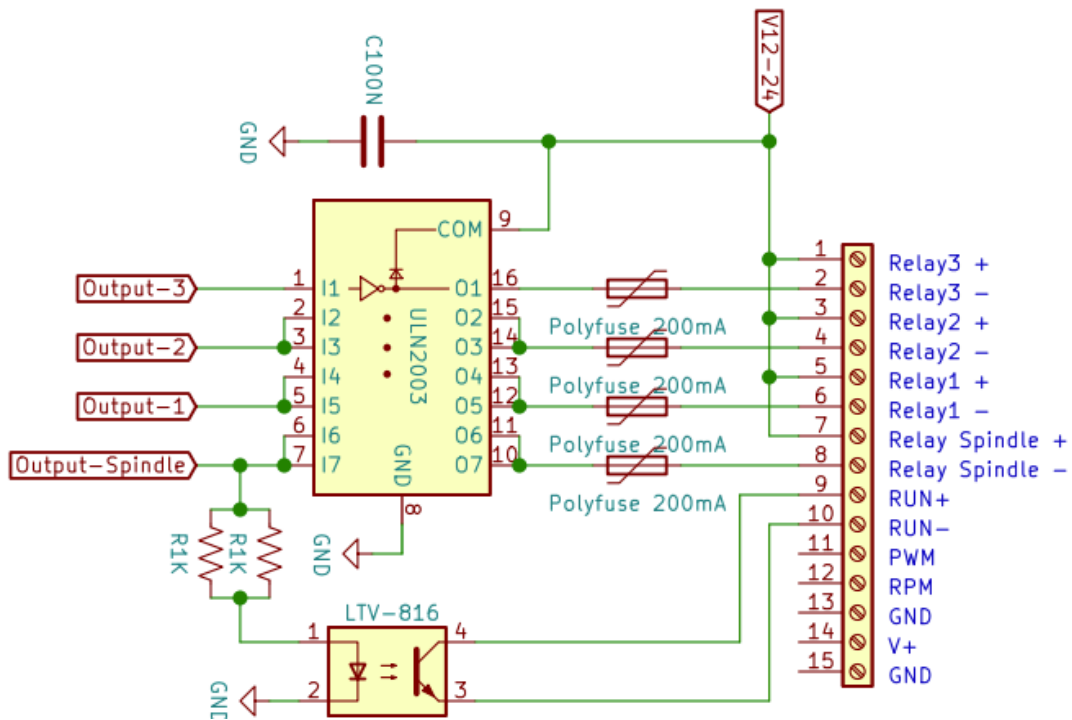 V12-24
C100N
GND
COM
9
Output-3
1
I1
O1
16
2
I2
O2
15
Output-2
3
I3
O3
14
4
I4
O4
13
Output-1
5
I5
O5
12
6
I6
O6
11
Output-Spindle
7
I7
O7
10
ULN2003
GND
8
GND
Polyfuse 200mA
Polyfuse 200mA
Polyfuse 200mA
Polyfuse 200mA
1
Relay3 +
2
Relay3 -
3
Relay2 +
4
Relay2 -
5
Relay1 +
6
Relay1 -
7
Relay Spindle +
8
Relay Spindle -
9
RUN+
10
RUN-
11
PWM
12
RPM
13
GND
14
V+
15
GND
R1K
R1K
LTV-816
1
4
2
3
GND